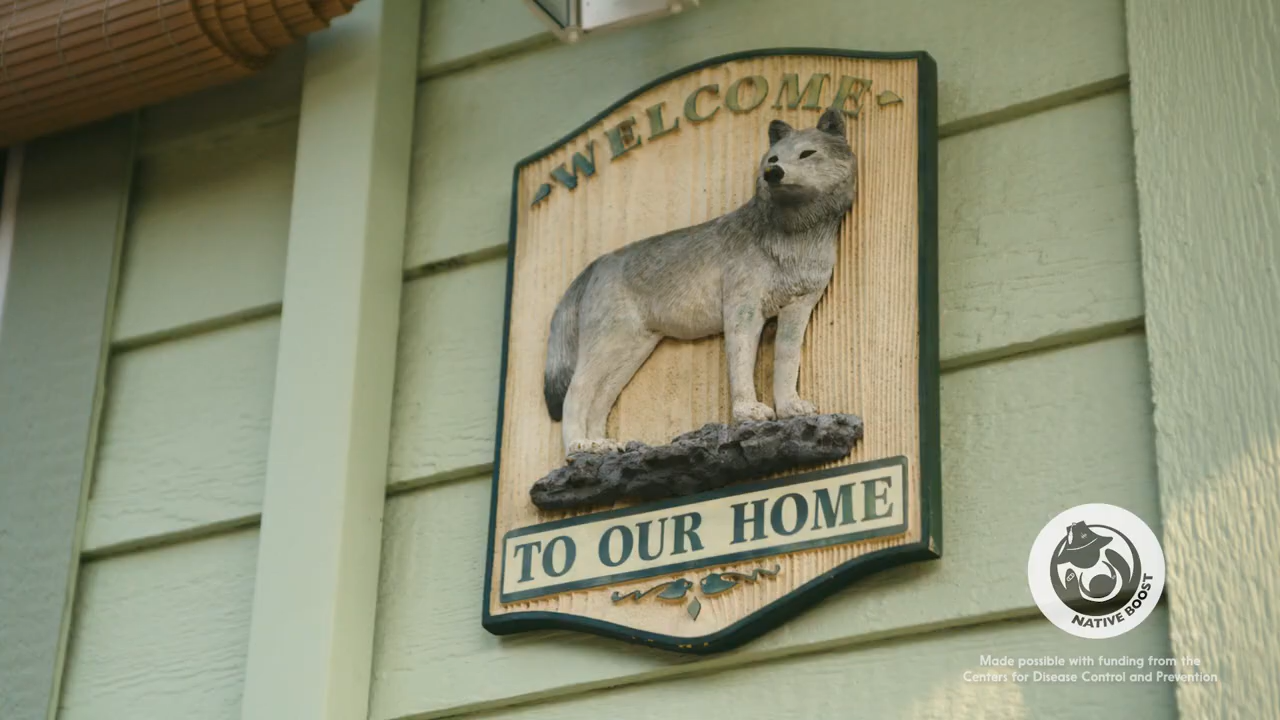 WELCOME
TO OUR HOME
NATIVE BOOST
Made possible with funding from the
Centers for Disease Control and Prevention